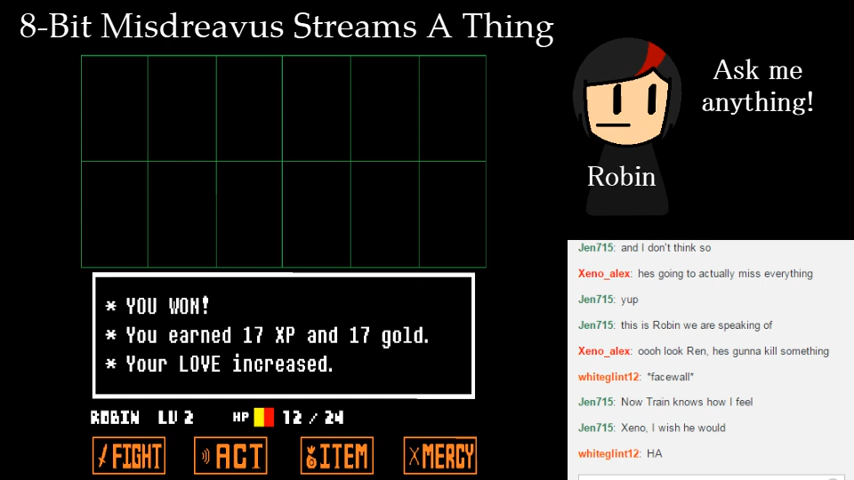 8-Bit Misdreavus Streams A Thing
Ask me
anything!
Robin
* YOU WON!
* You earned 17 XP and 17 gold.
* Your LOVE increased.
ROBIN LV 2 HP 12 / 24
FIGHT ACT ITEM MERCY
Jen715: and I don't think so
Xeno_alex: hes going to actually miss everything
Jen715: yup
Jen715: this is Robin we are speaking of
Xeno_alex: oooh look Ren, hes gunna kill something
whiteglint12: *facewall*
Jen715: Now Train knows how I feel
Jen715: Xeno, I wish he would
whiteglint12: HA